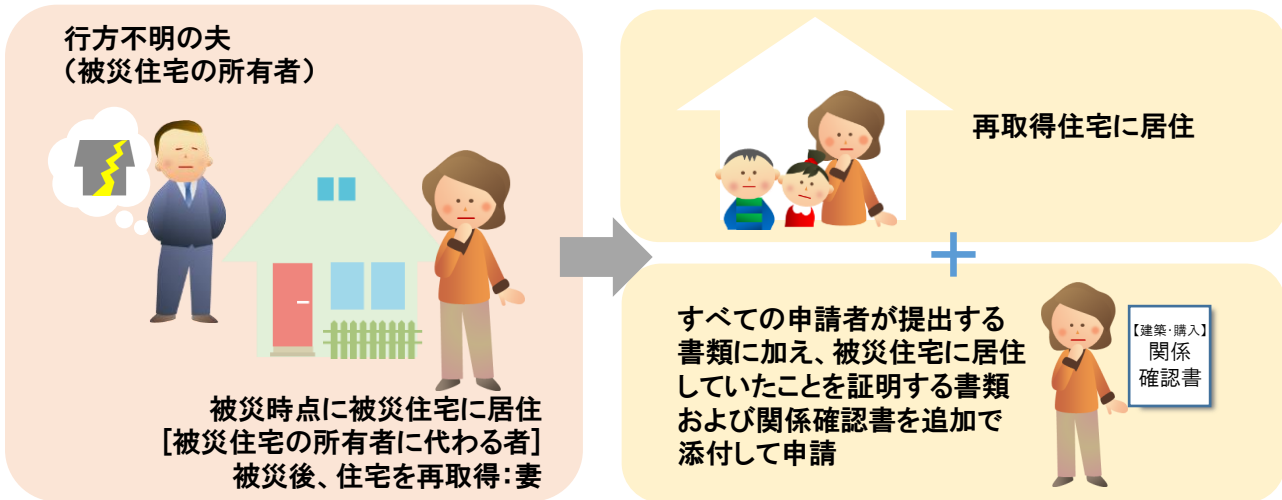 行方不明の夫
（被災住宅の所有者）
被災時点に被災住宅に居住
[被災住宅の所有者に代わる者]
被災後、住宅を再取得：妻
再取得住宅に居住
すべての申請者が提出する
書類に加え、被災住宅に居住
していたことを証明する書類
および関係確認書を追加で
添付して申請
【建築・購入】
関係
確認書